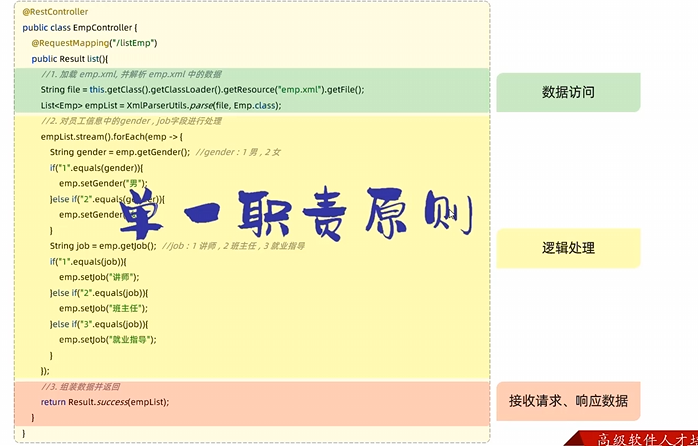 @RestController
public class EmpController {
@RequestMapping("/listEmp")
public Result list(){
//1. 加载 emp.xml, 并解析 emp.xml 中的数据
String file = this.getClass().getClassLoader().getResource("emp.xml").getFile();
List<Emp> empList = XmlParserUtils.parse(file, Emp.class);
数据访问
//2. 对员工信息中的gender , job字段进行处理
empList.stream().forEach(emp -> {
String gender = emp.getGender(); //gender : 1 男 , 2 女
if("1".equals(gender)){
emp.setGender("男");
}else if("2".equals(gender)){
emp.setGender(
}
单一职责原则
String job = emp.getJob(); //job : 1 讲师 , 2 班主任 , 3 就业指导
if("1".equals(job)){
emp.setJob("讲师");
}else if("2".equals(job)){
emp.setJob("班主任");
}else if("3".equals(job)){
emp.setJob("就业指导");
}
});
逻辑处理
//3. 组装数据并返回
return Result.success(empList);
}
}
接收请求、响应数据
高级软件人才